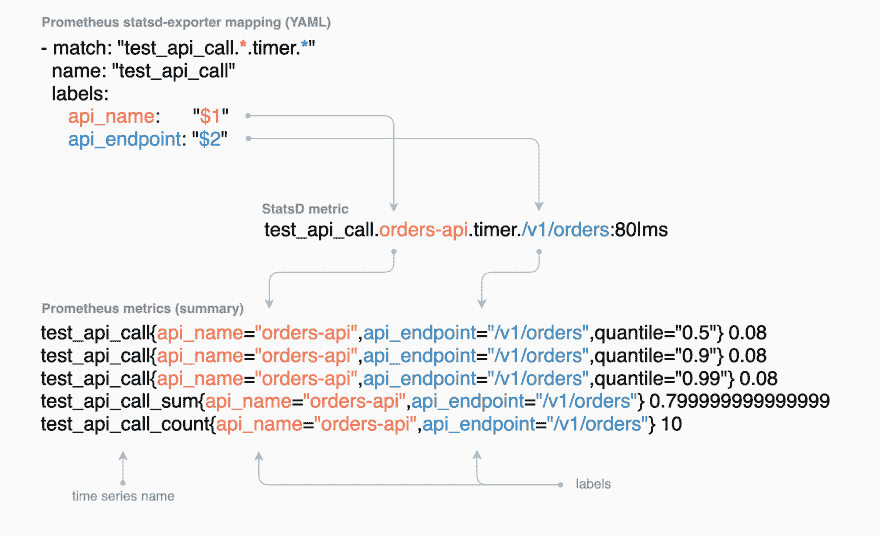 Prometheus statsd-exporter mapping (YAML)
- match: "test_api_call.*.timer.*"
name: "test_api_call"
labels:
api_name: "$1"
api_endpoint: "$2"
StatsD metric
test_api_call.orders-api.timer./v1/orders:80lms
Prometheus metrics (summary)
test_api_call{api_name="orders-api",api_endpoint="/v1/orders",quantile="0.5"} 0.08
test_api_call{api_name="orders-api",api_endpoint="/v1/orders",quantile="0.9"} 0.08
test_api_call{api_name="orders-api",api_endpoint="/v1/orders",quantile="0.99"} 0.08
test_api_call_sum{api_name="orders-api",api_endpoint="/v1/orders"} 0.799999999999999
test_api_call_count{api_name="orders-api",api_endpoint="/v1/orders"} 10
time series name
labels